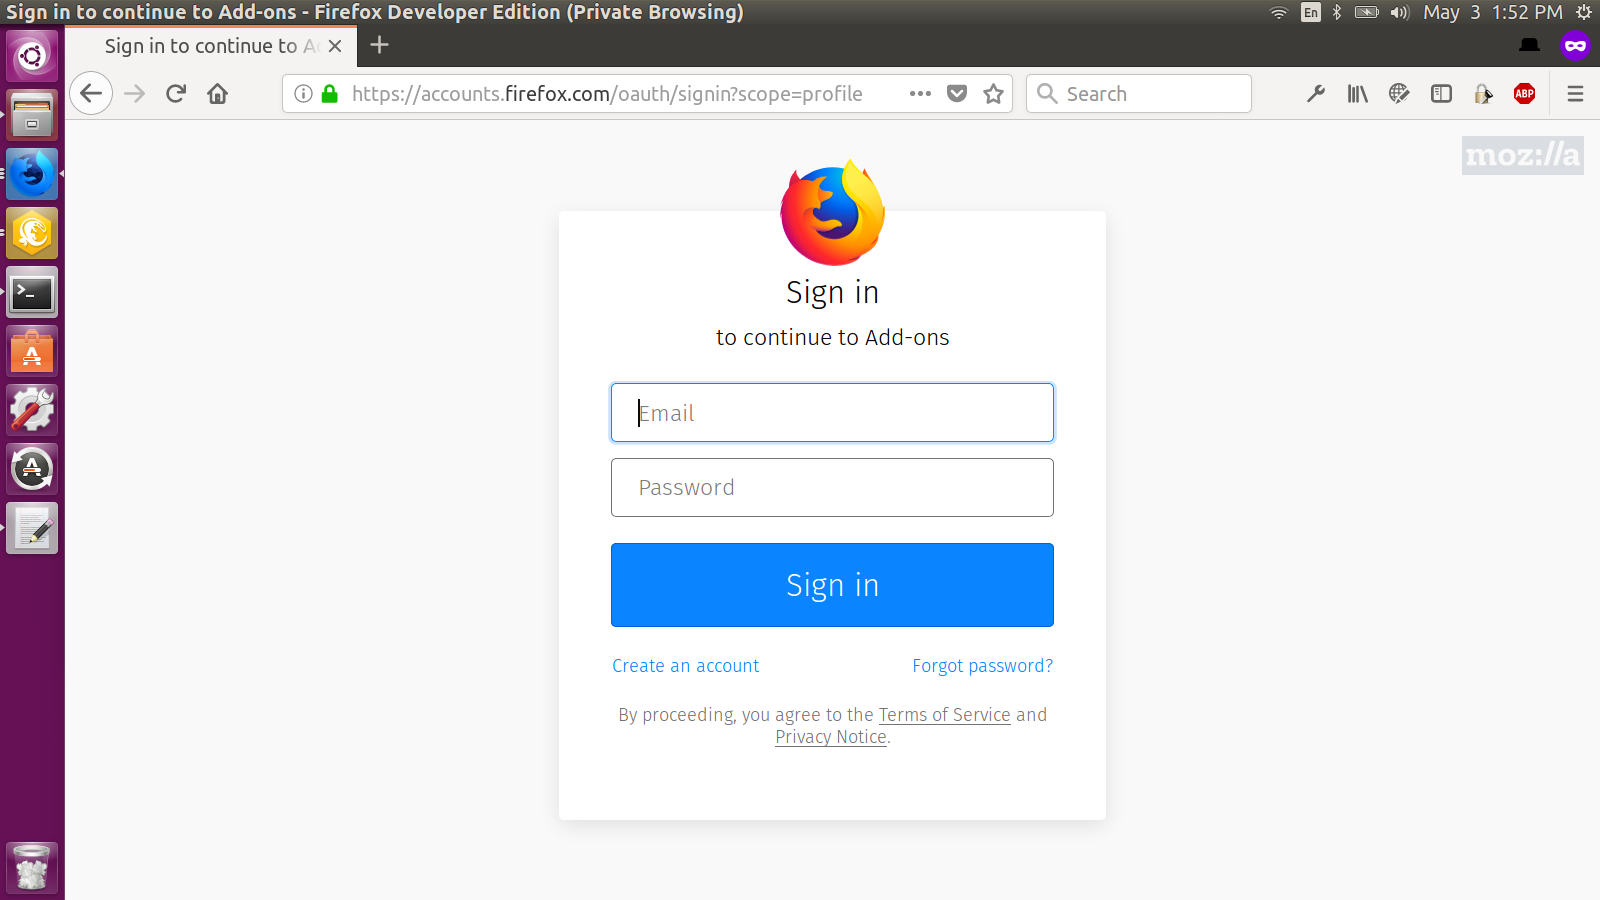 Sign in to continue to Add-ons - Firefox Developer Edition (Private Browsing)
En
May 3 1:52 PM
Sign in to continue to Ad
https://accounts.firefox.com/oauth/signin?scope=profile
Search
ABP
moz://a
Sign in
to continue to Add-ons
Email
Password
Sign in
Create an account
Forgot password?
By proceeding, you agree to the Terms of Service and
Privacy Notice.